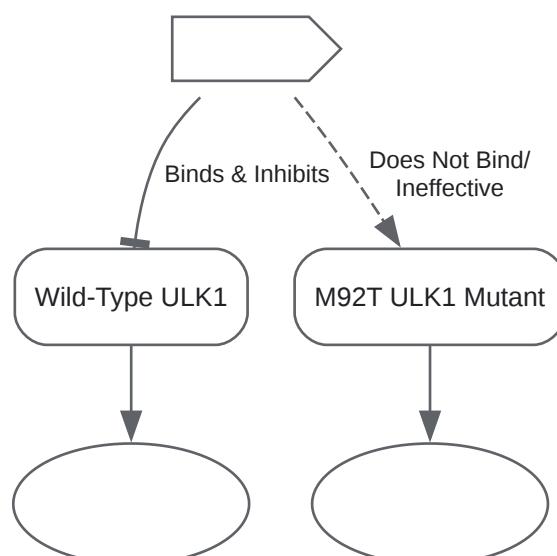 Binds & Inhibits
Does Not Bind/
Ineffective
Wild-Type ULK1
M92T ULK1 Mutant